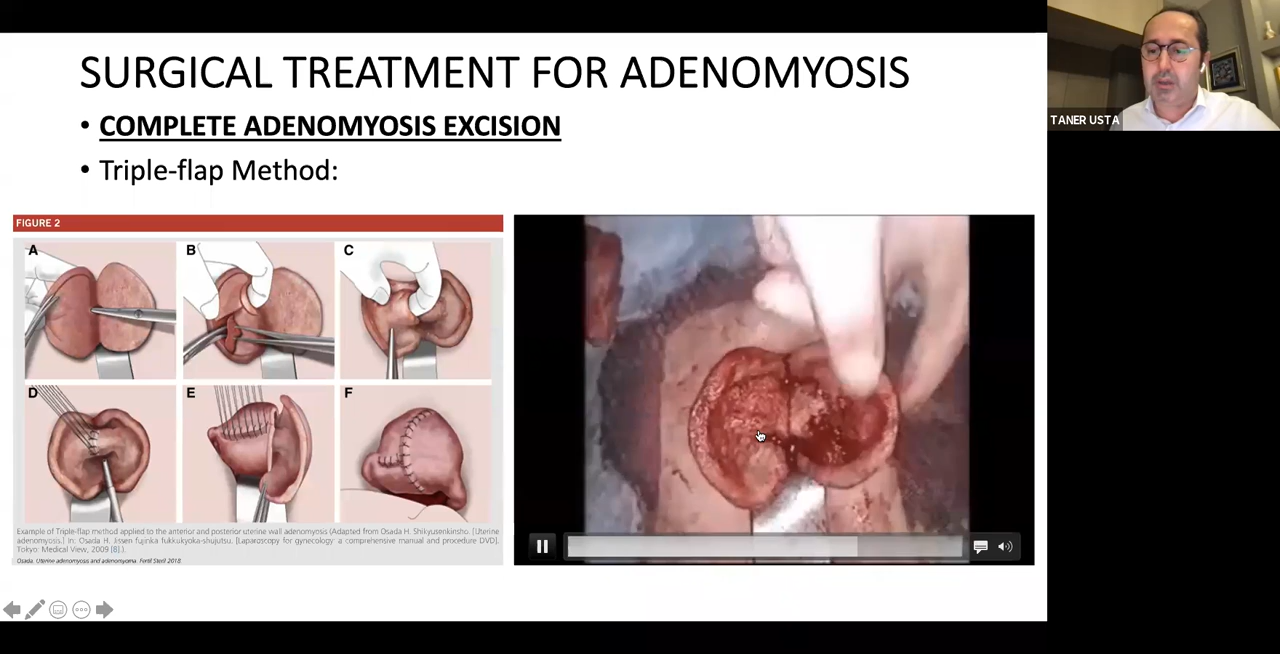 SURGICAL TREATMENT FOR ADENOMYOSIS
• COMPLETE ADENOMYOSIS EXCISION
• Triple-flap Method:
FIGURE 2
A
B
C
D
E
F
Example of Triple-flap method applied to the anterior and posterior uterine wall adenomyosis (Adapted from Osada H. Shikyusenkinsho. [Uterine
adenomyosis.] In: Osada H. Jissen fujinka fukkukyoka-shujutsu. [Laparoscopy for gynecology: a comprehensive manual and procedure DVD].
Tokyo: Medical View, 2009 [8].).
Osada. Uterine adenomyosis and adenomyoma. Fertil Steril 2018.
TANER USTA